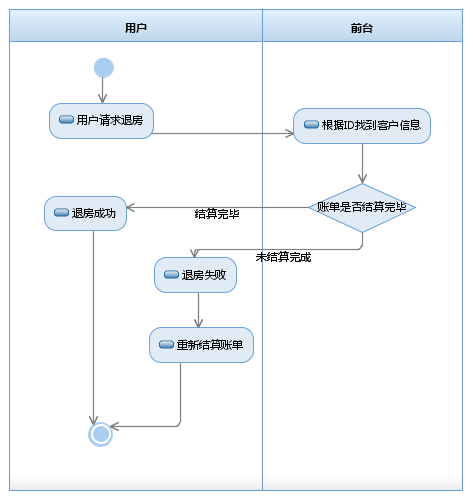 用户
前台
用户请求退房
根据ID找到客户信息
账单是否结算完毕
退房成功
结算完毕
未结算完成
退房失败
重新结算账单